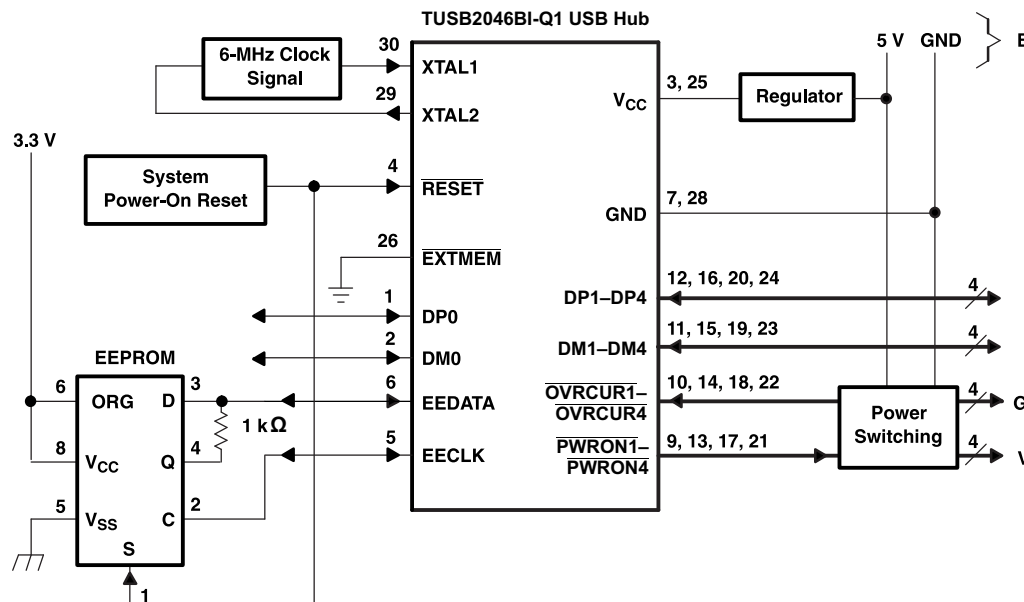 TUSB2046BI-Q1 USB Hub
5 V GND
6-MHz Clock
Signal
30
XTAL1
29
XTAL2
VCC
3, 25
Regulator
3.3 V
System
Power-On Reset
4
RESET
GND
7, 28
26
EXTMEM
1
DP0
DP1–DP4
12, 16, 20, 24
4
2
DM0
DM1–DM4
11, 15, 19, 23
4
EEPROM
6
ORG
D
3
1 kΩ
6
EEDATA
OVRCUR1–
OVRCUR4
10, 14, 18, 22
Power
Switching
4
G
8
VCC
Q
4
5
EECLK
PWRON1–
PWRON4
9, 13, 17, 21
4
5
VSS
C
2
S
1